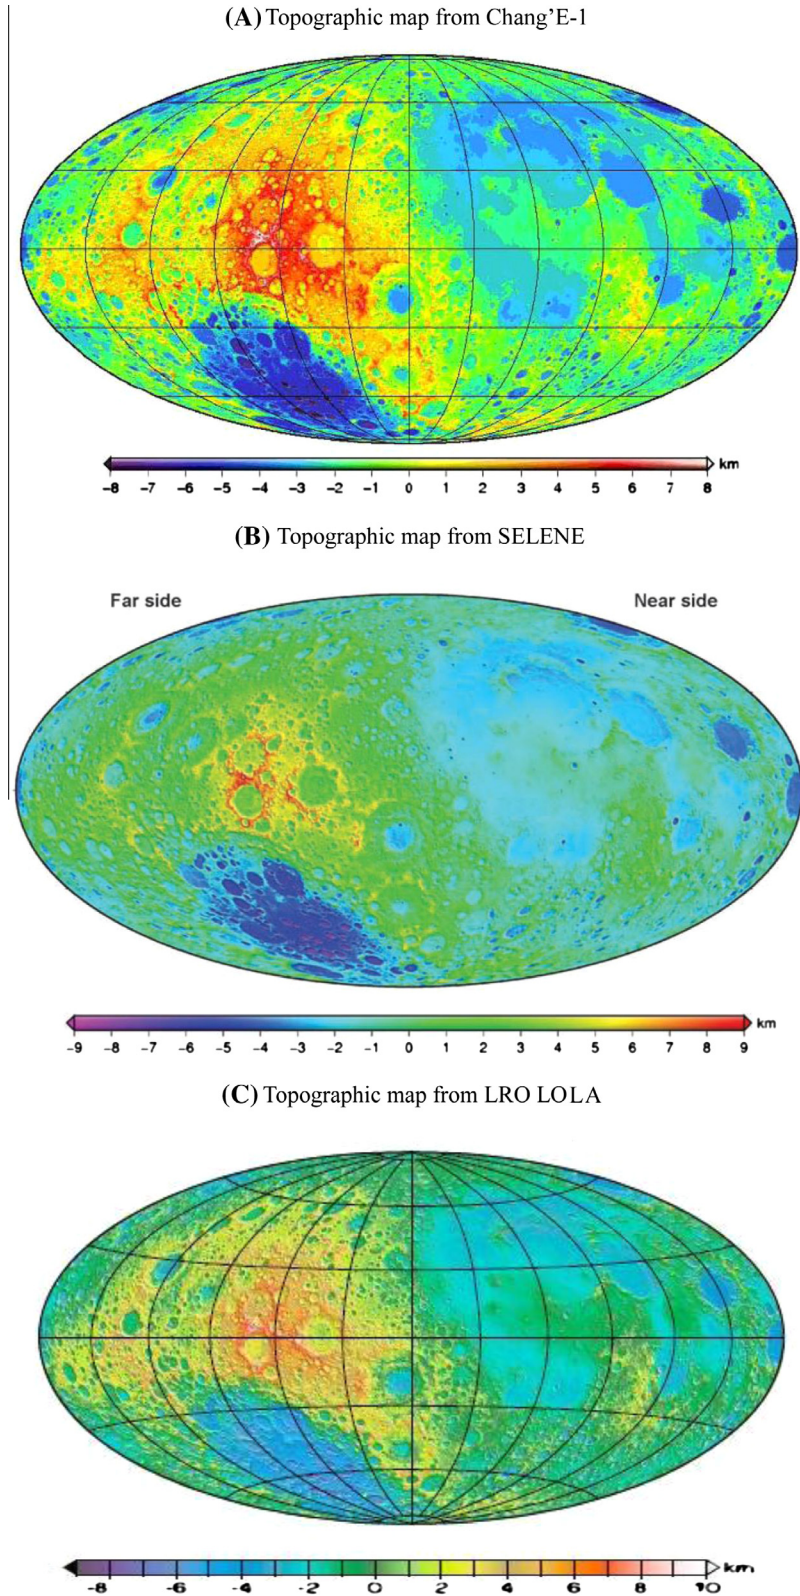 (A) Topographic map from Chang’E-1
km
-8 -7 -6 -5 -4 -3 -2 -1 0 1 2 3 4 5 6 7 8
(B) Topographic map from SELENE
Far side Near side
km
-9 -8 -7 -6 -5 -4 -3 -2 -1 0 1 2 3 4 5 6 7 8 9
(C) Topographic map from LRO LOLA
km
-8 -6 -4 -2 0 2 4 6 8 10